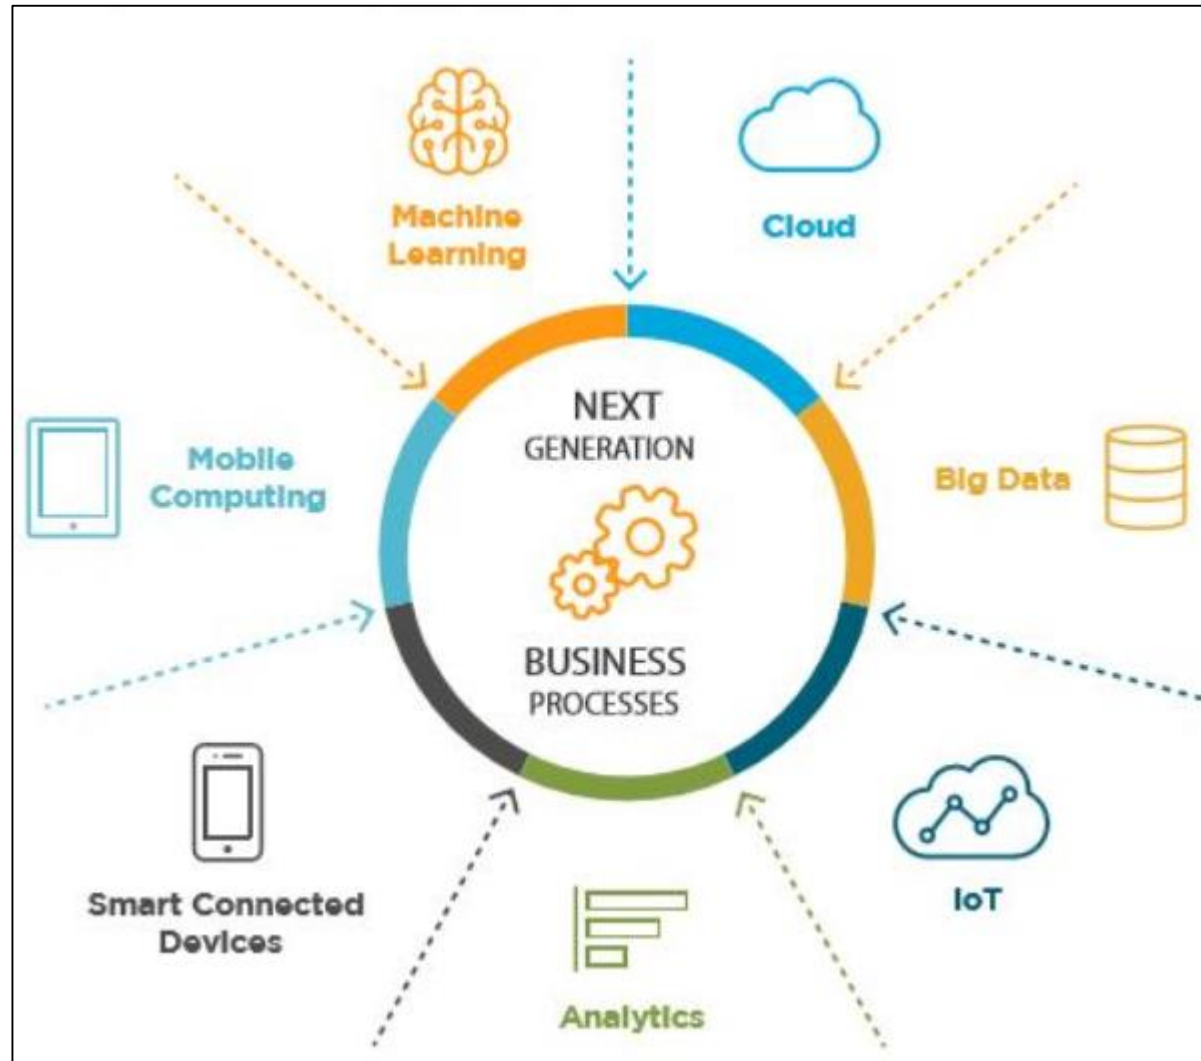 Machine
Learning
Cloud
Mobile
Computing
NEXT
GENERATION
Big Data
BUSINESS
PROCESSES
Smart Connected
Devices
IoT
Analytics